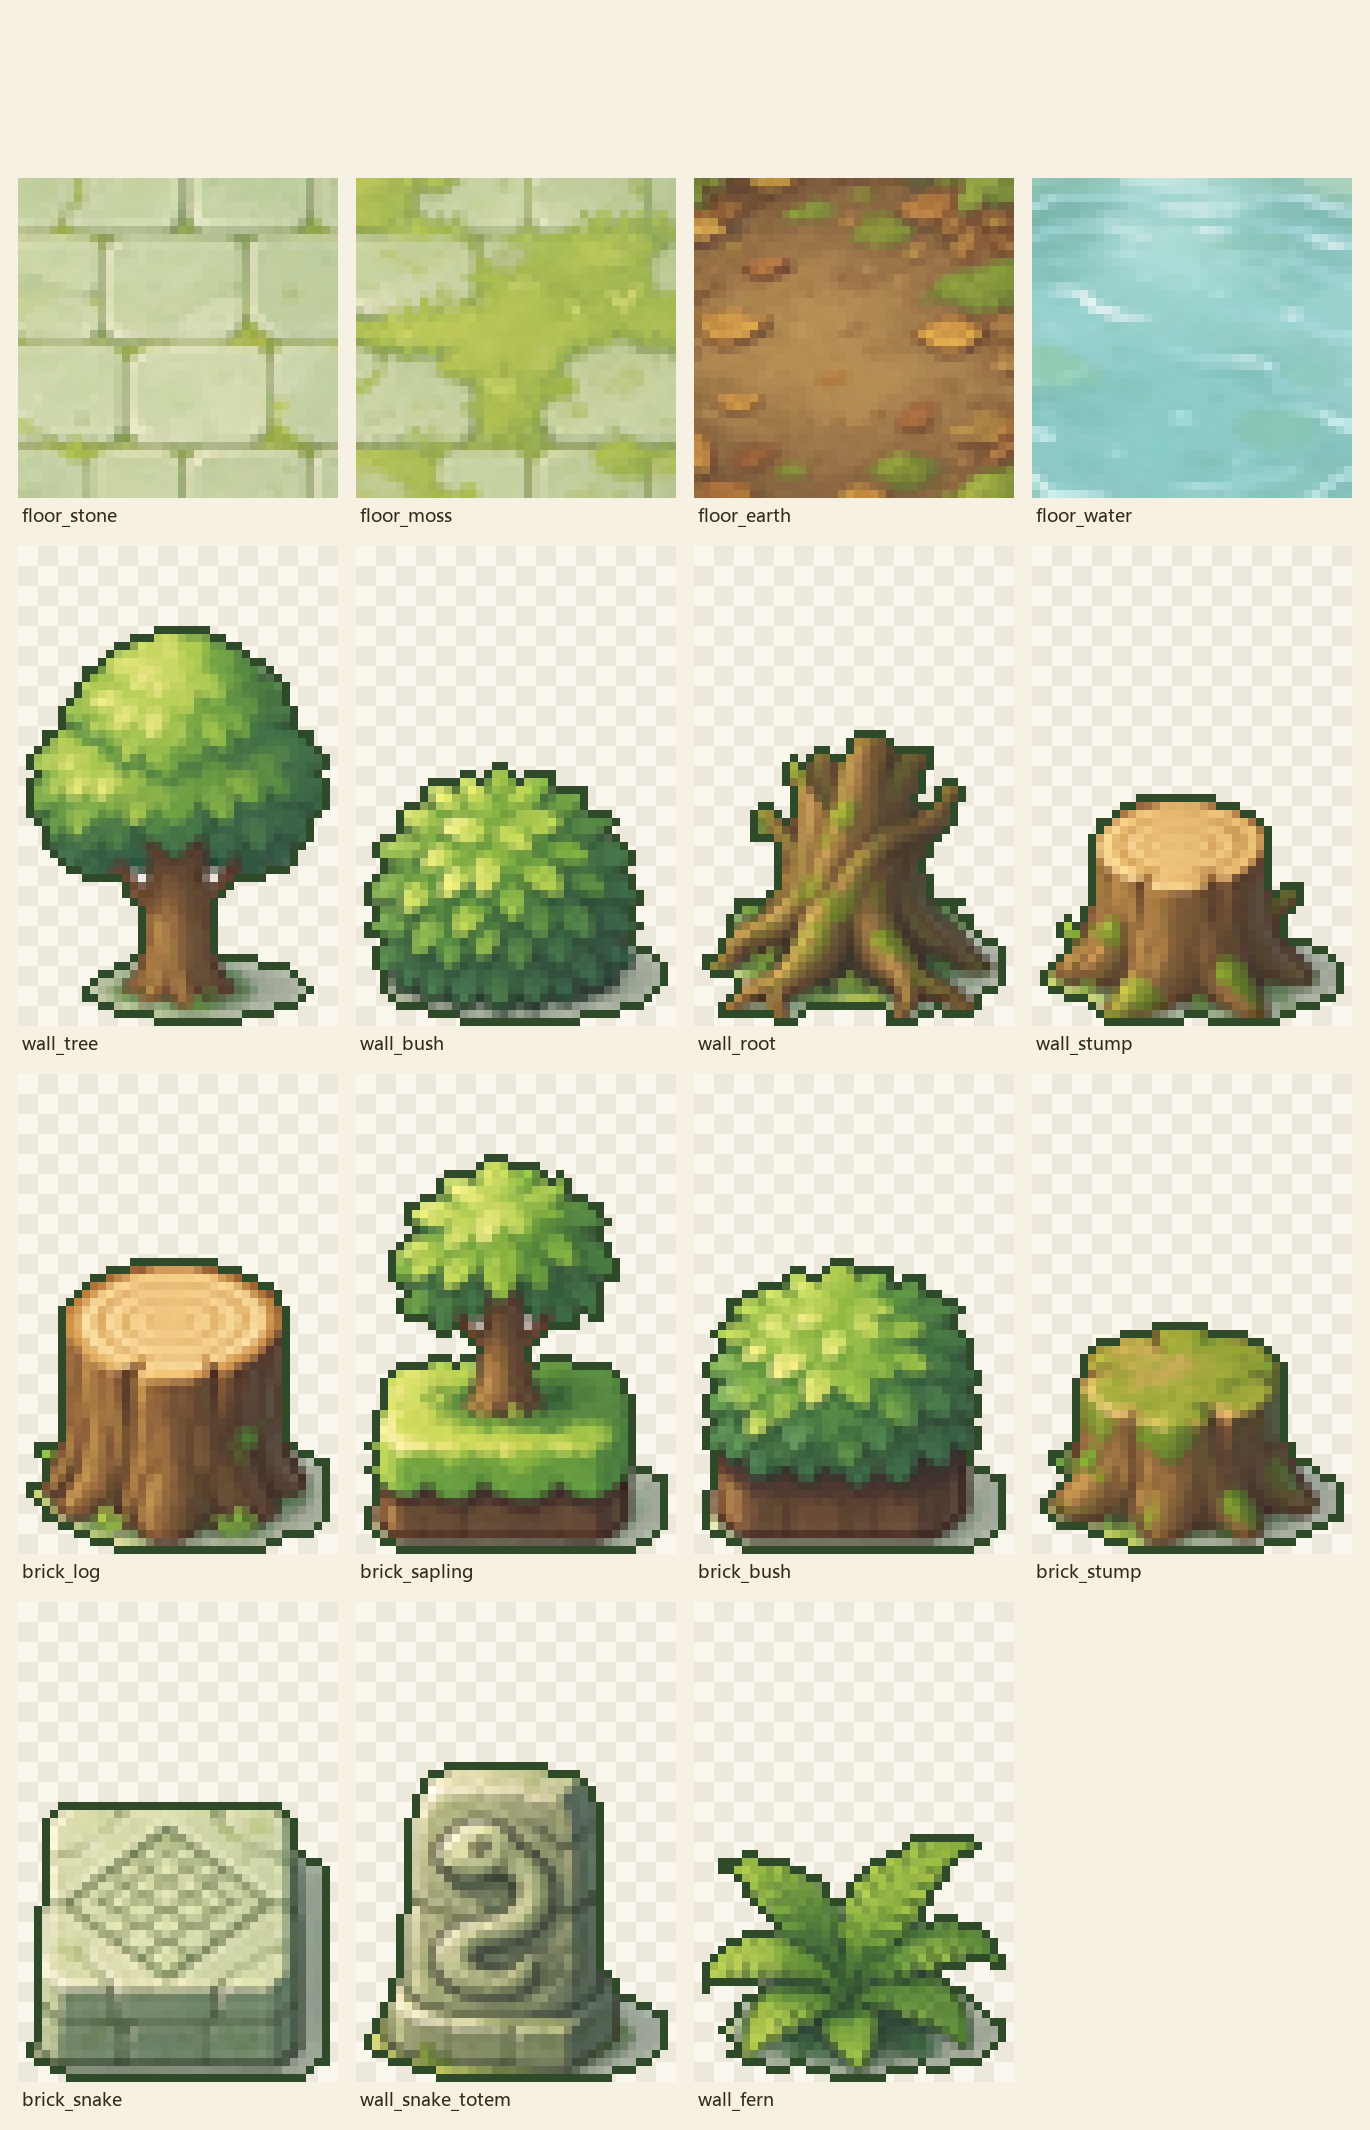 floor_stone
floor_moss
floor_earth
floor_water
wall_tree
wall_bush
wall_root
wall_stump
brick_log
brick_sapling
brick_bush
brick_stump
brick_snake
wall_snake_totem
wall_fern